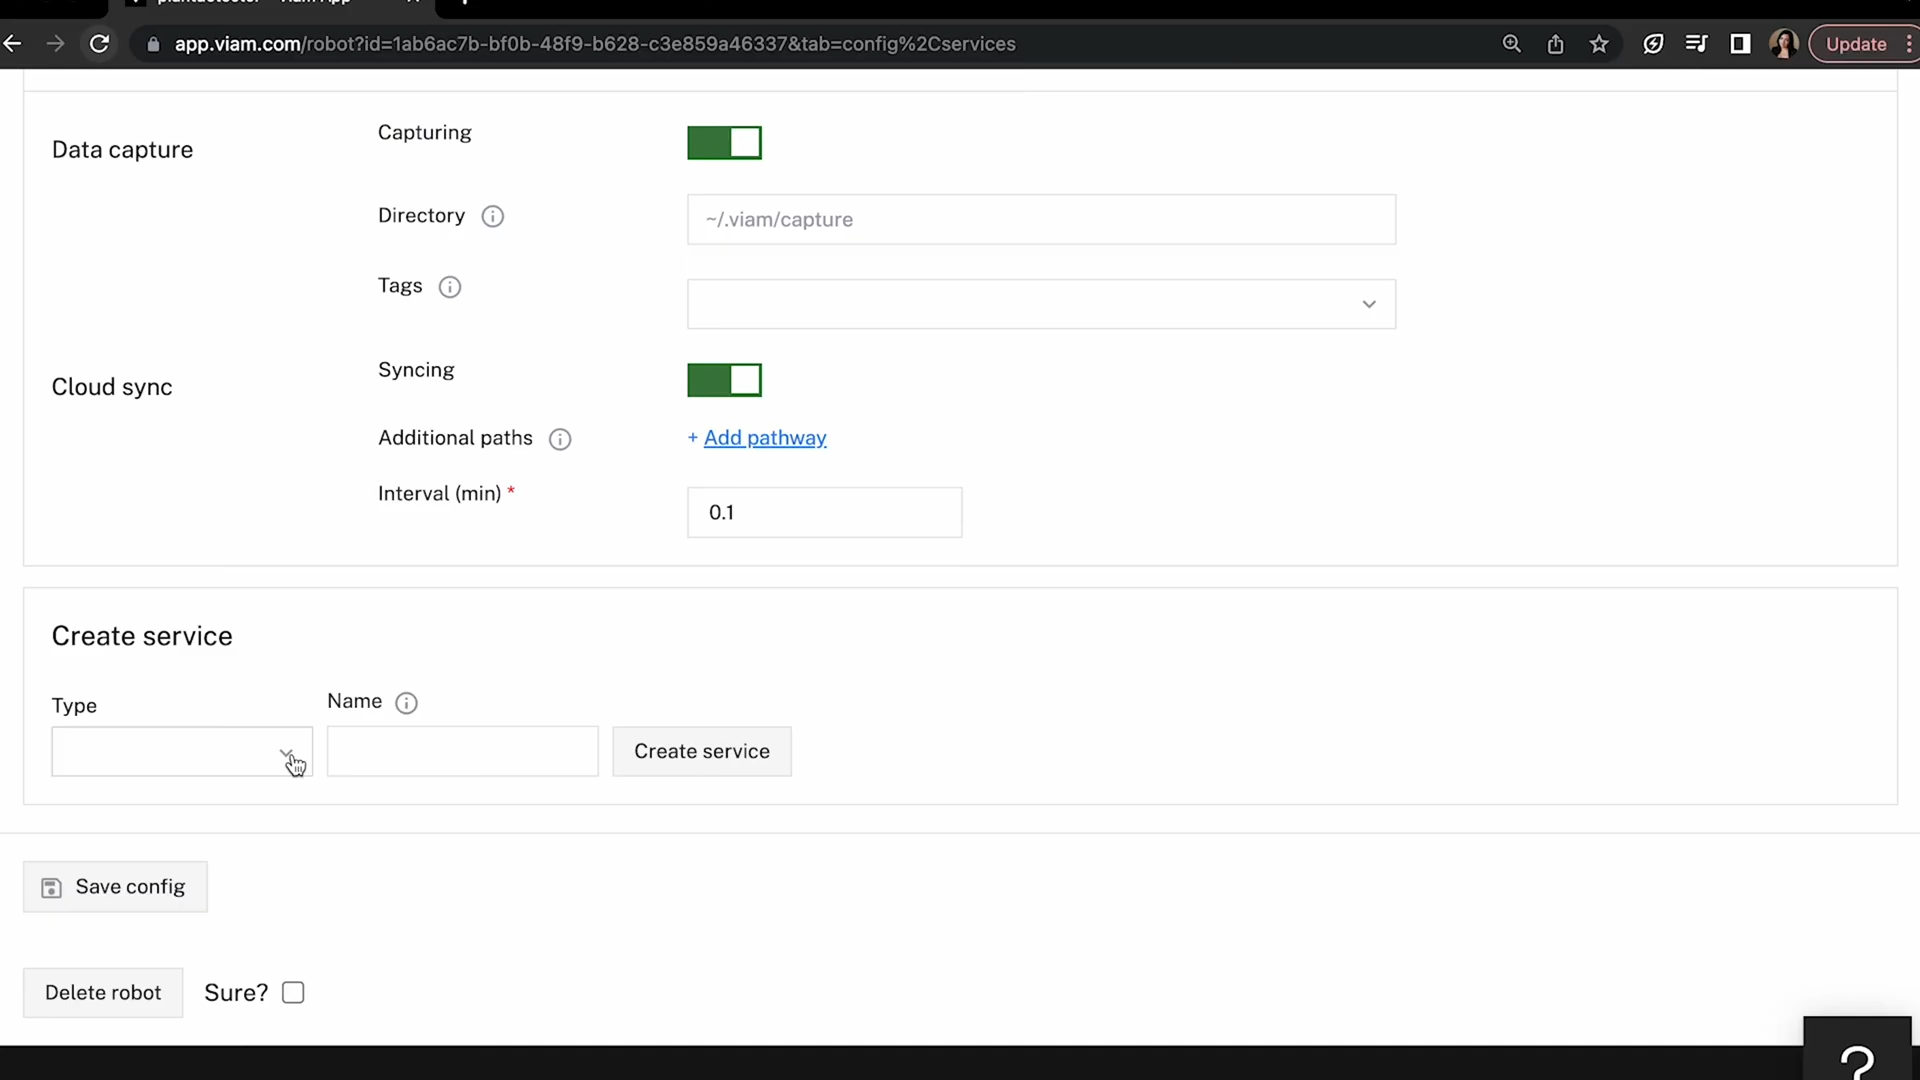 app.viam.com/robot?id=1ab6ac7b-bf0b-48f9-b628-c3e859a46337&tab=config%2Cservices
Update
Data capture
Capturing
Directory
~/.viam/capture
Tags
Cloud sync
Syncing
Additional paths
+ Add pathway
Interval (min) *
0.1
Create service
Type
Name
Create service
Save config
Delete robot
Sure?
?